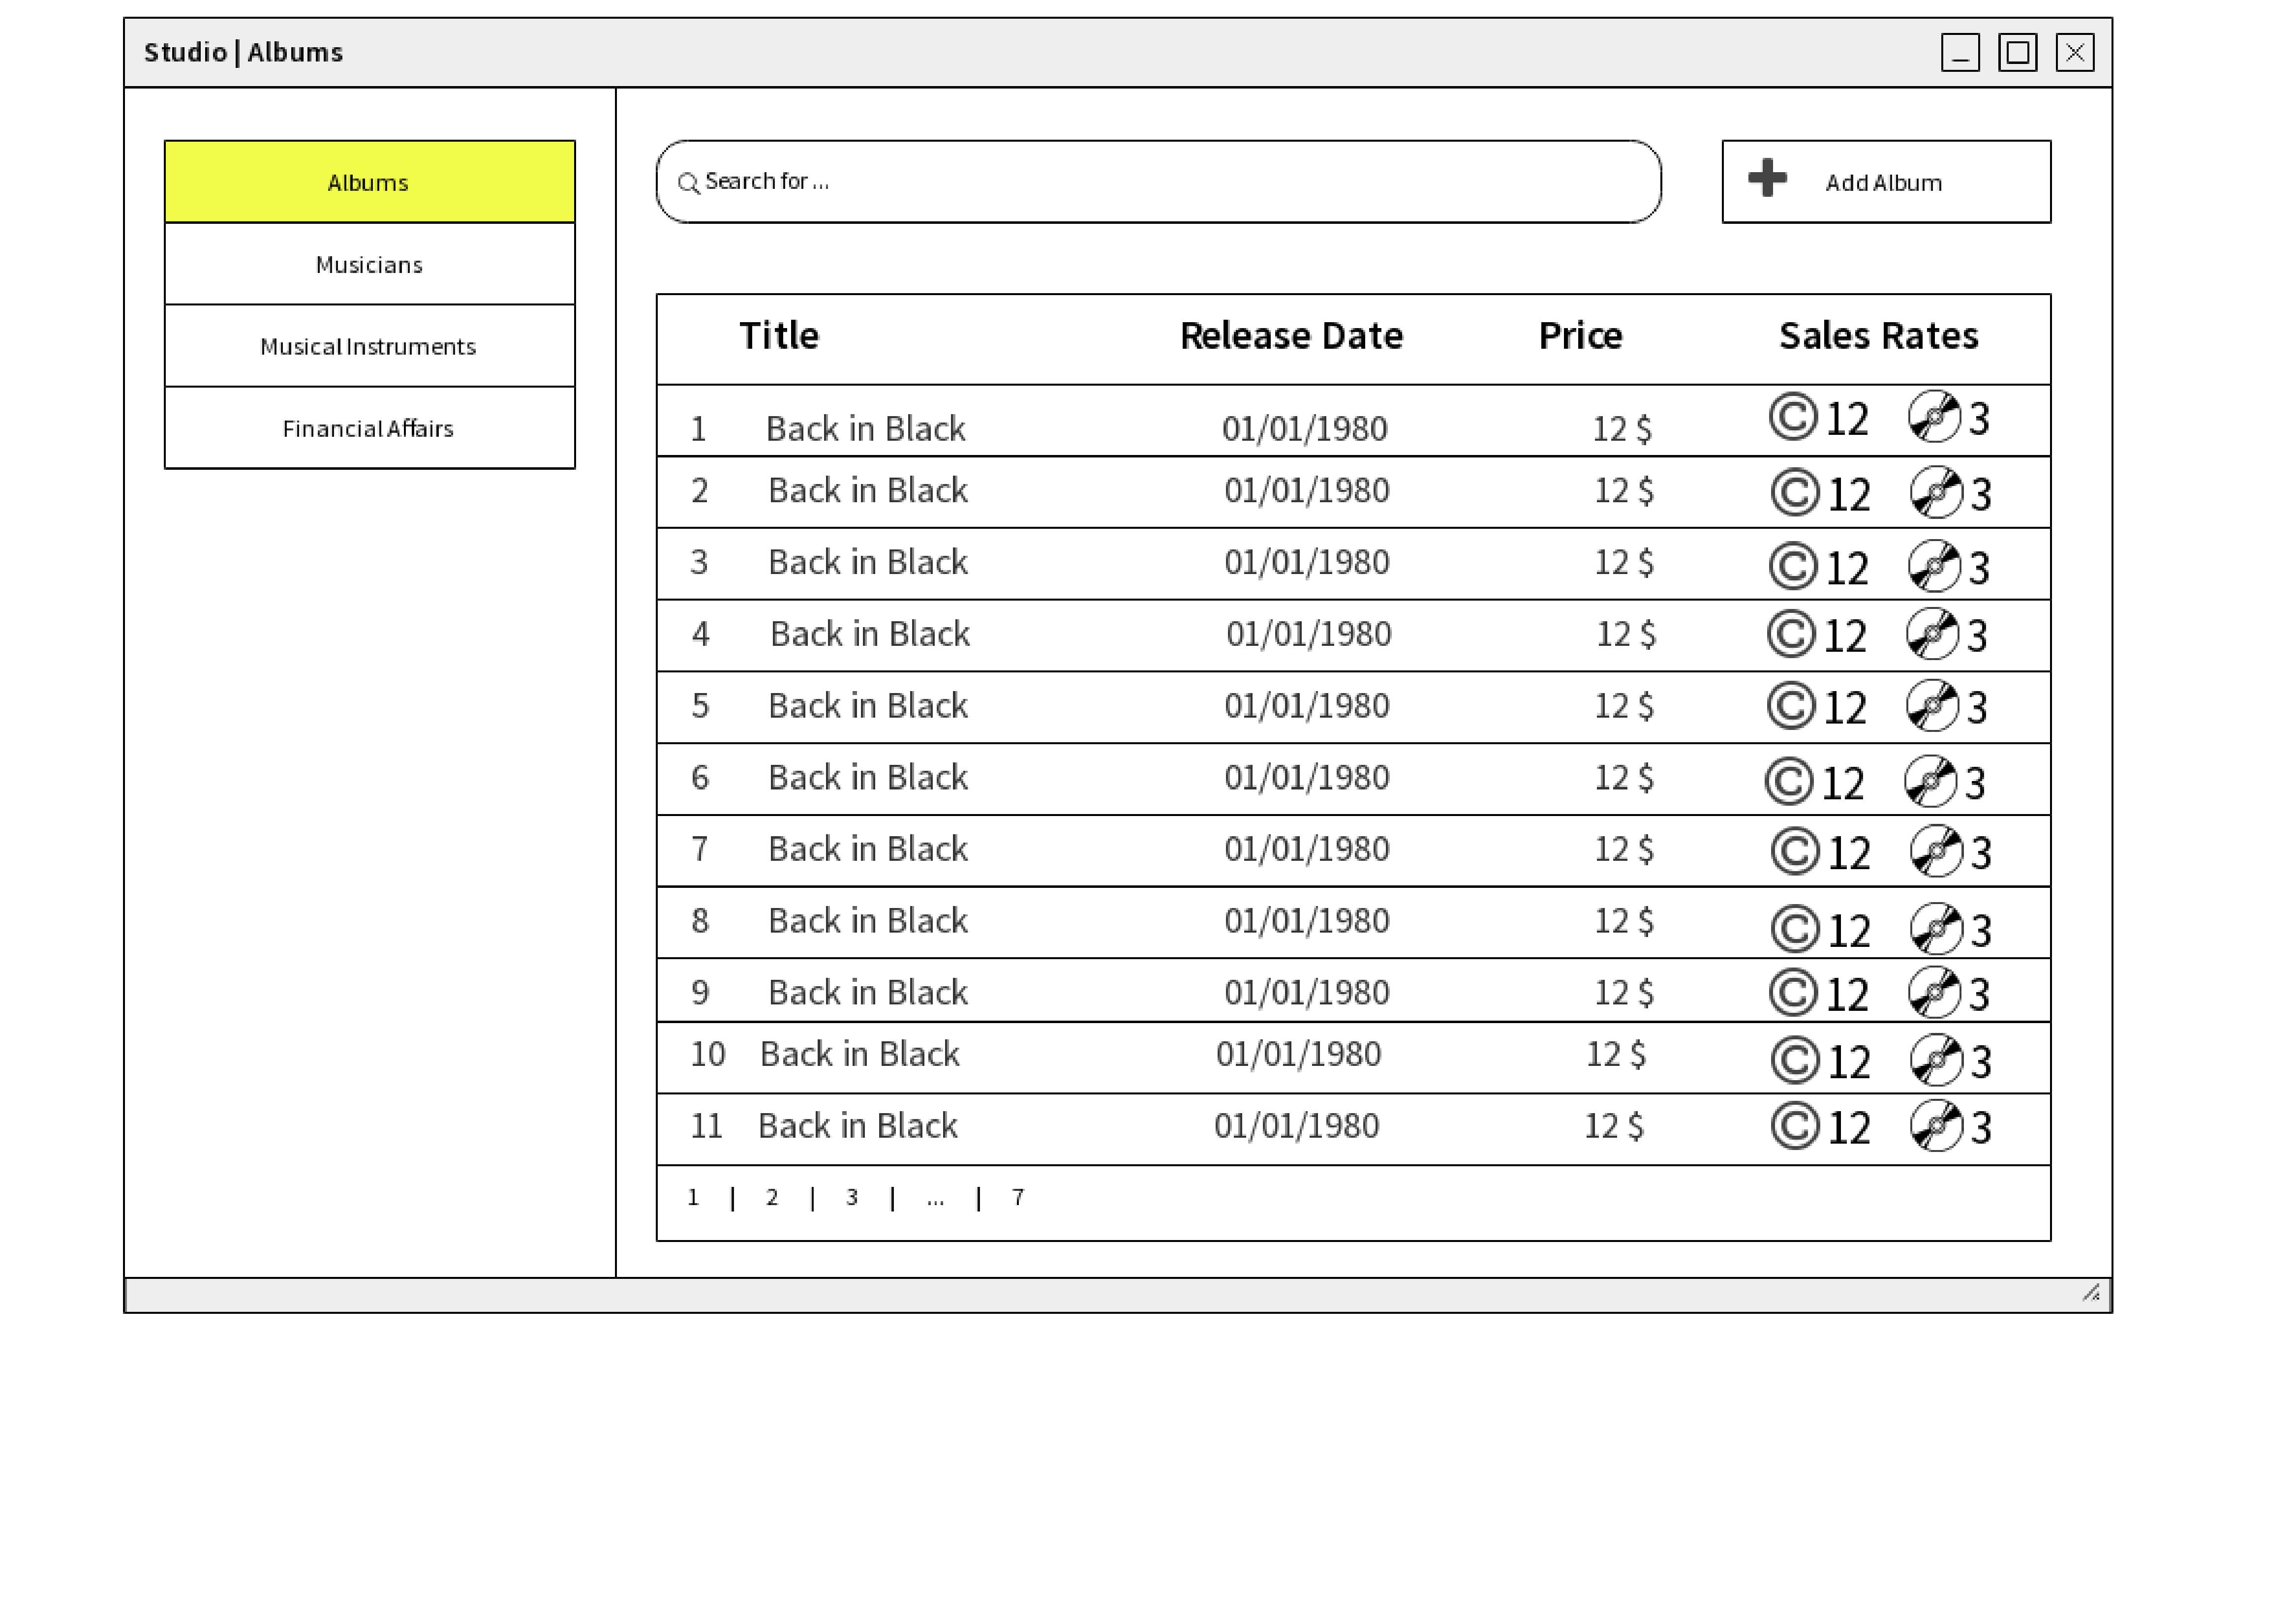 Studio | Albums
Albums
Musicians
Musical Instruments
Financial Affairs
Search for ...
Add Album
Title Release Date Price Sales Rates
1 Back in Black 01/01/1980 12 $ © 12 3
2 Back in Black 01/01/1980 12 $ © 12 3
3 Back in Black 01/01/1980 12 $ © 12 3
4 Back in Black 01/01/1980 12 $ © 12 3
5 Back in Black 01/01/1980 12 $ © 12 3
6 Back in Black 01/01/1980 12 $ © 12 3
7 Back in Black 01/01/1980 12 $ © 12 3
8 Back in Black 01/01/1980 12 $ © 12 3
9 Back in Black 01/01/1980 12 $ © 12 3
10 Back in Black 01/01/1980 12 $ © 12 3
11 Back in Black 01/01/1980 12 $ © 12 3
1 | 2 | 3 | ... | 7